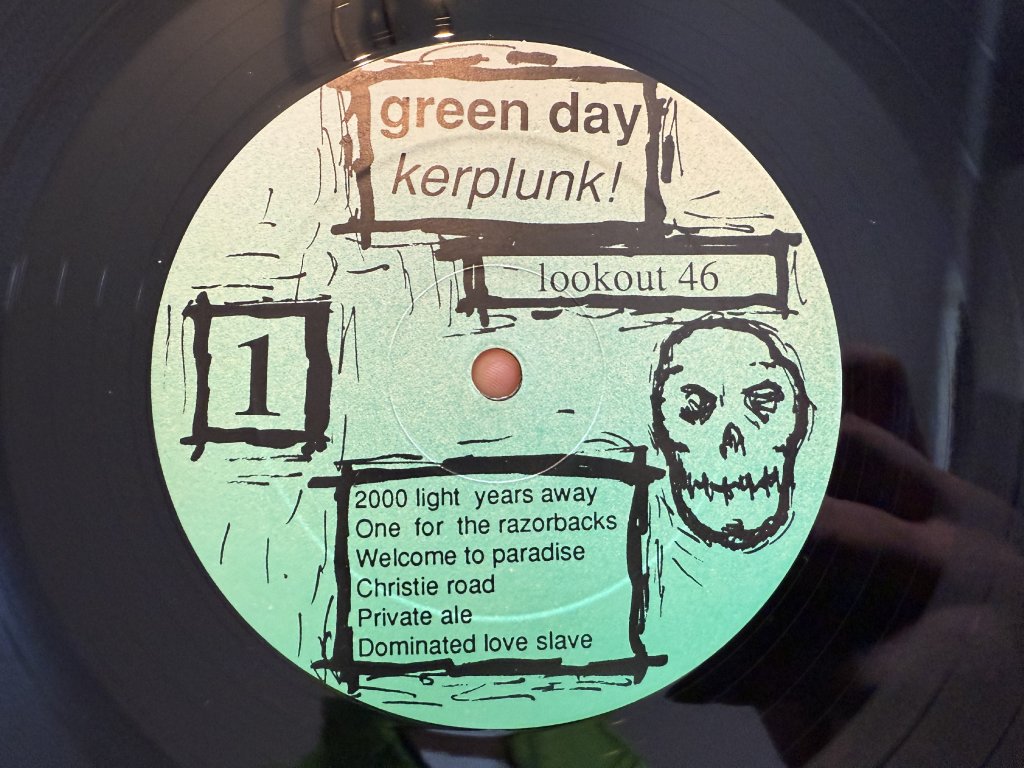 green day
kerplunk!
lookout 46
1
2000 light years away
One for the razorbacks
Welcome to paradise
Christie road
Private ale
Dominated love slave